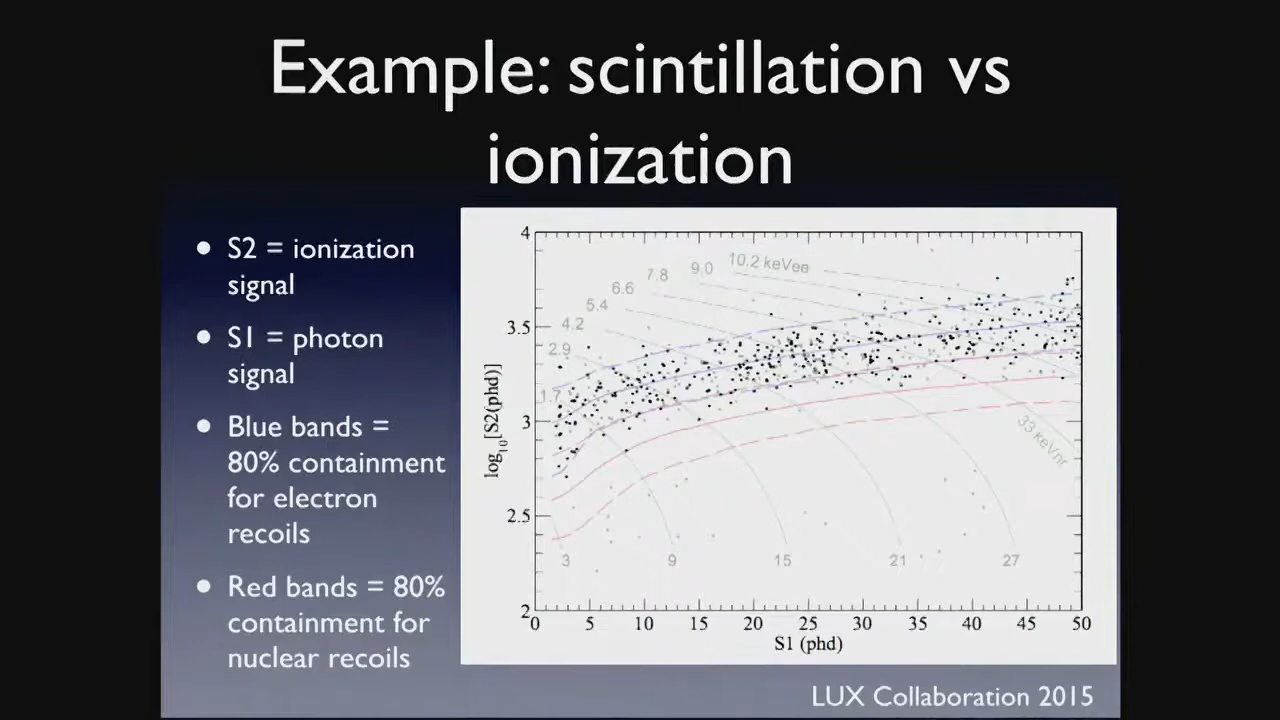 Example: scintillation vs
ionization
• S2 = ionization
signal
• S1 = photon
signal
• Blue bands =
80% containment
for electron
recoils
• Red bands = 80%
containment for
nuclear recoils
4
3.5
3
2.5
2
log10[S2(phd)]
10.2 keVee
9.0
7.8
6.6
5.4
4.2
2.9
1.7
33 keVnr
3 9 15 21 27
0 5 10 15 20 25 30 35 40 45 50
S1 (phd)
LUX Collaboration 2015